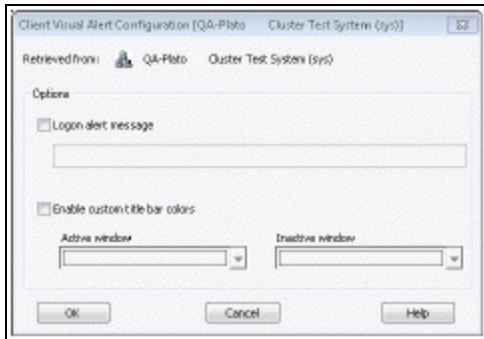 Client Visual Alert Configuration [QA-Plato Cluster Test System (sys)]
Retrieved from: QA-Plato Cluster Test System (sys)
Options
Logon alert message
Enable custom title bar colors
Active window Inactive window
OK Cancel Help